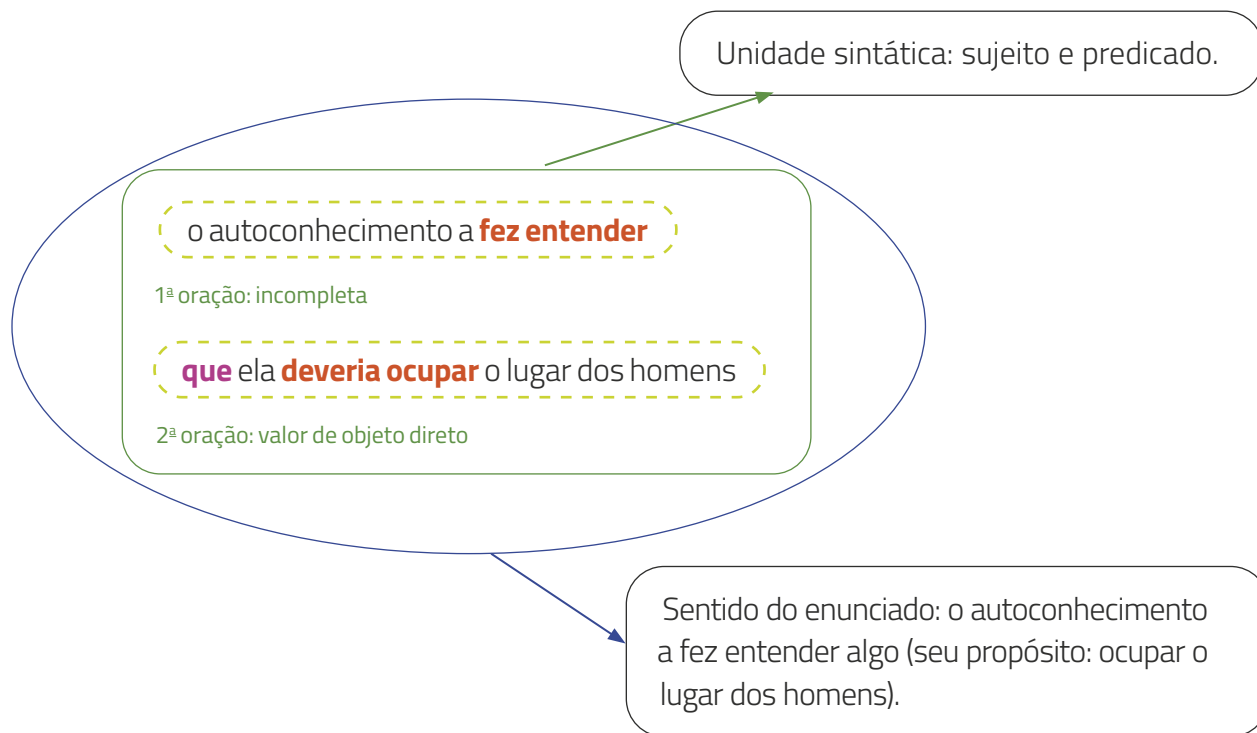 Unidade sintática: sujeito e predicado.
o autoconhecimento a fez entender
1ª oração: incompleta
que ela deveria ocupar o lugar dos homens
2ª oração: valor de objeto direto
Sentido do enunciado: o autoconhecimento
a fez entender algo (seu propósito: ocupar o
lugar dos homens).